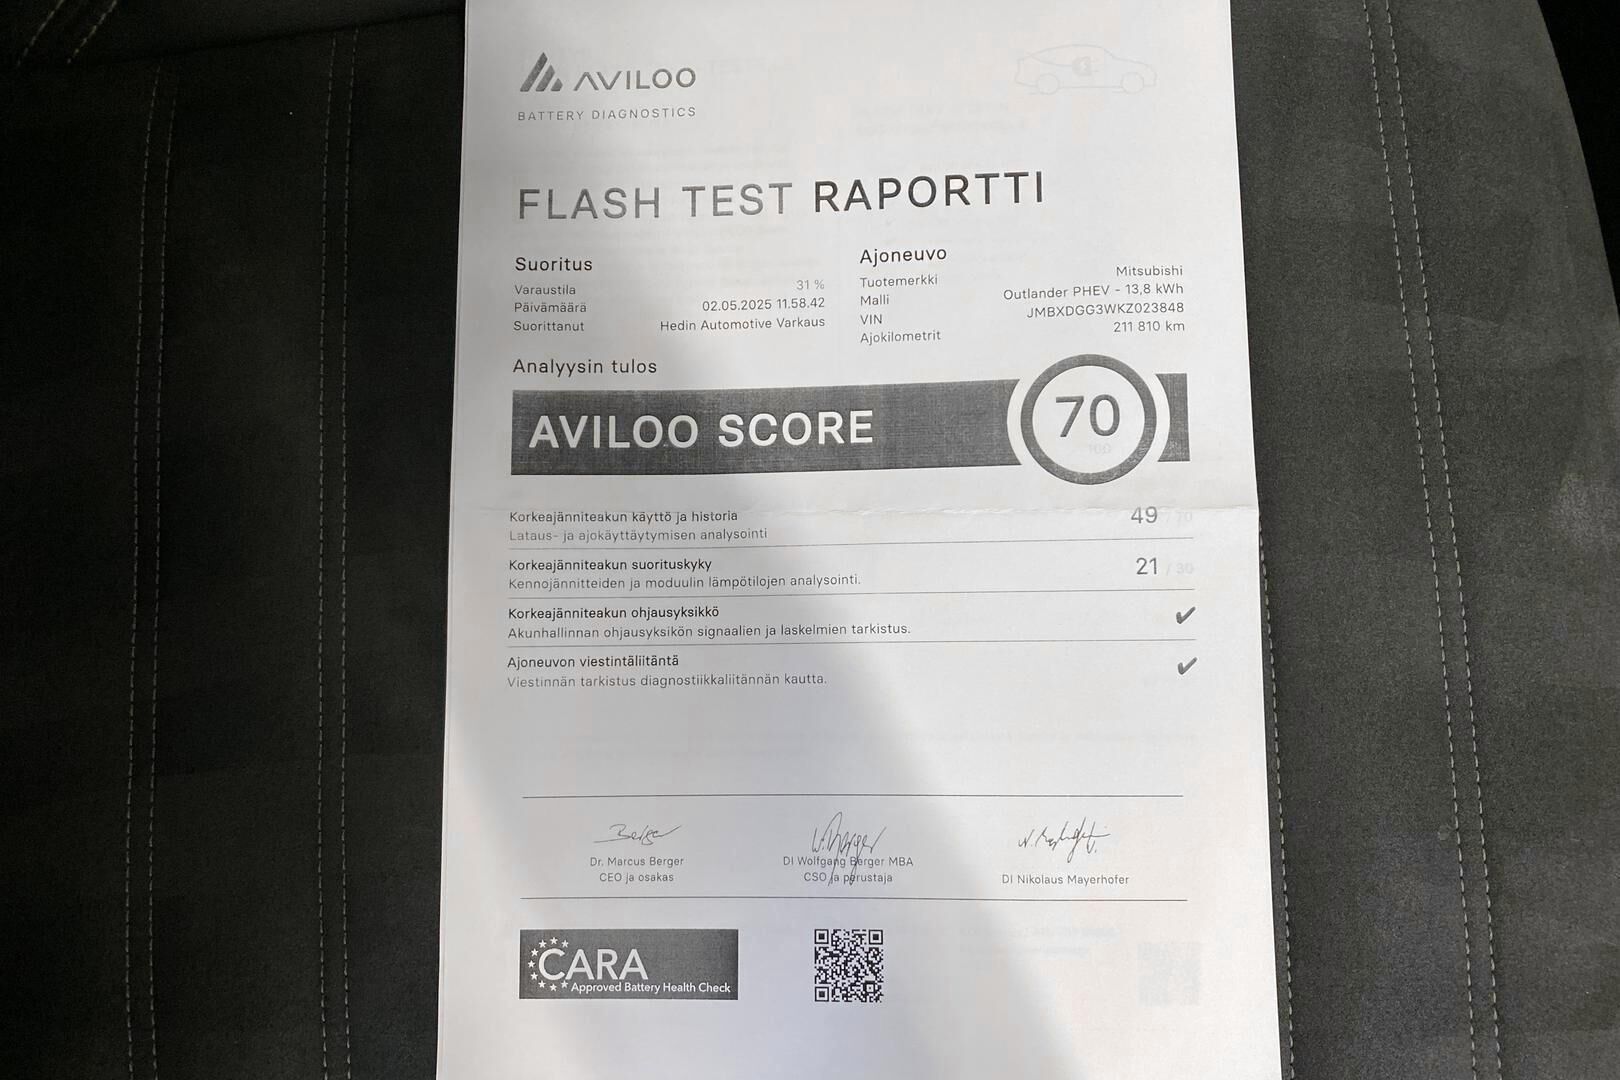 AVILOO
BATTERY DIAGNOSTICS
FLASH TEST RAPORTTI
Suoritus
Varaustila 31 %
Päivämäärä 02.05.2025 11.58.42
Suorittanut Hedin Automotive Varkaus
Ajoneuvo
Tuotemerkki Mitsubishi
Malli Outlander PHEV - 13,8 kWh
VIN JMBXDGG3WKZ023848
Ajokilometrit 211 810 km
Analyysin tulos
AVILOO SCORE 70
100
Korkeajänniteakun käyttö ja historia 49 / 70
Lataus- ja ajokäyttäytymisen analysointi
Korkeajänniteakun suorituskyky 21 / 30
Kennojännitteiden ja moduulin lämpötilojen analysointi.
Korkeajänniteakun ohjausyksikkö ✔
Akunhallinnan ohjausyksikön signaalien ja laskelmien tarkistus.
Ajoneuvon viestintäliitäntä ✔
Viestinnän tarkistus diagnostiikkaliitännän kautta.
Berger
Dr. Marcus Berger
CEO ja osakas
W. Berger
DI Wolfgang Berger MBA
CSO ja perustaja
DI Nikolaus Mayerhofer
CARA
Approved Battery Health Check